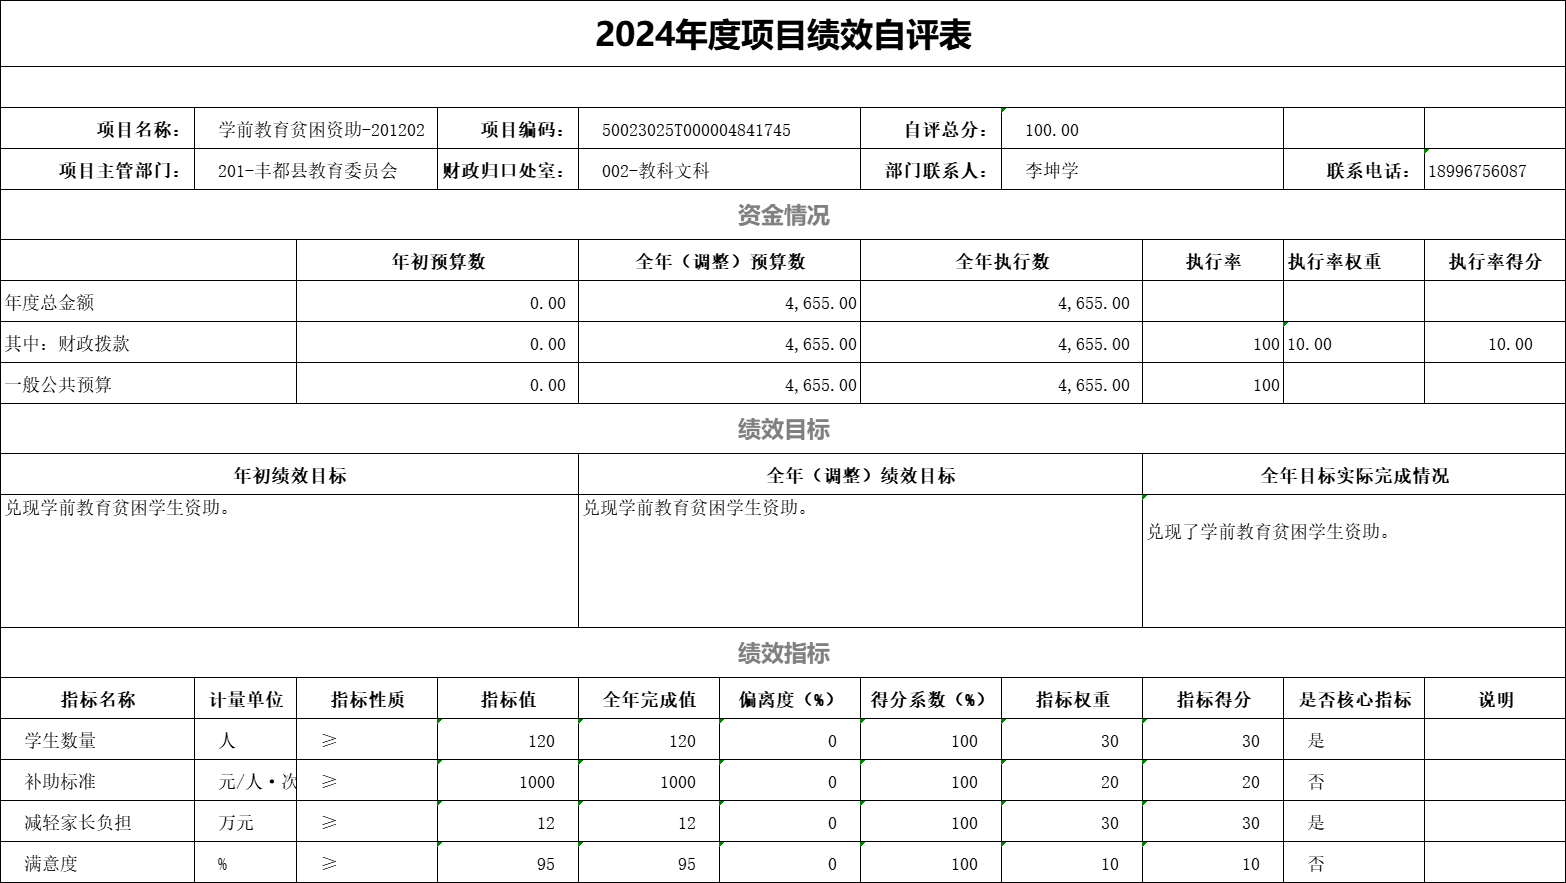 2024年度项目绩效自评表
项目名称： 学前教育贫困资助-201202 项目编码： 50023025T000004841745 自评总分： 100.00
项目主管部门： 201-丰都县教育委员会 财政归口处室： 002-教科文科 部门联系人： 李坤学 联系电话： 18996756087
资金情况
年初预算数 全年（调整）预算数 全年执行数 执行率 执行率权重 执行率得分
年度总金额 0.00 4,655.00 4,655.00
其中：财政拨款 0.00 4,655.00 4,655.00 100 10.00 10.00
一般公共预算 0.00 4,655.00 4,655.00 100
绩效目标
年初绩效目标 全年（调整）绩效目标 全年目标实际完成情况
兑现学前教育贫困学生资助。 兑现学前教育贫困学生资助。 兑现了学前教育贫困学生资助。
绩效指标
指标名称 计量单位 指标性质 指标值 全年完成值 偏离度（%） 得分系数（%） 指标权重 指标得分 是否核心指标 说明
学生数量 人 ≥ 120 120 0 100 30 30 是
补助标准 元/人·次 ≥ 1000 1000 0 100 20 20 否
减轻家长负担 万元 ≥ 12 12 0 100 30 30 是
满意度 % ≥ 95 95 0 100 10 10 否